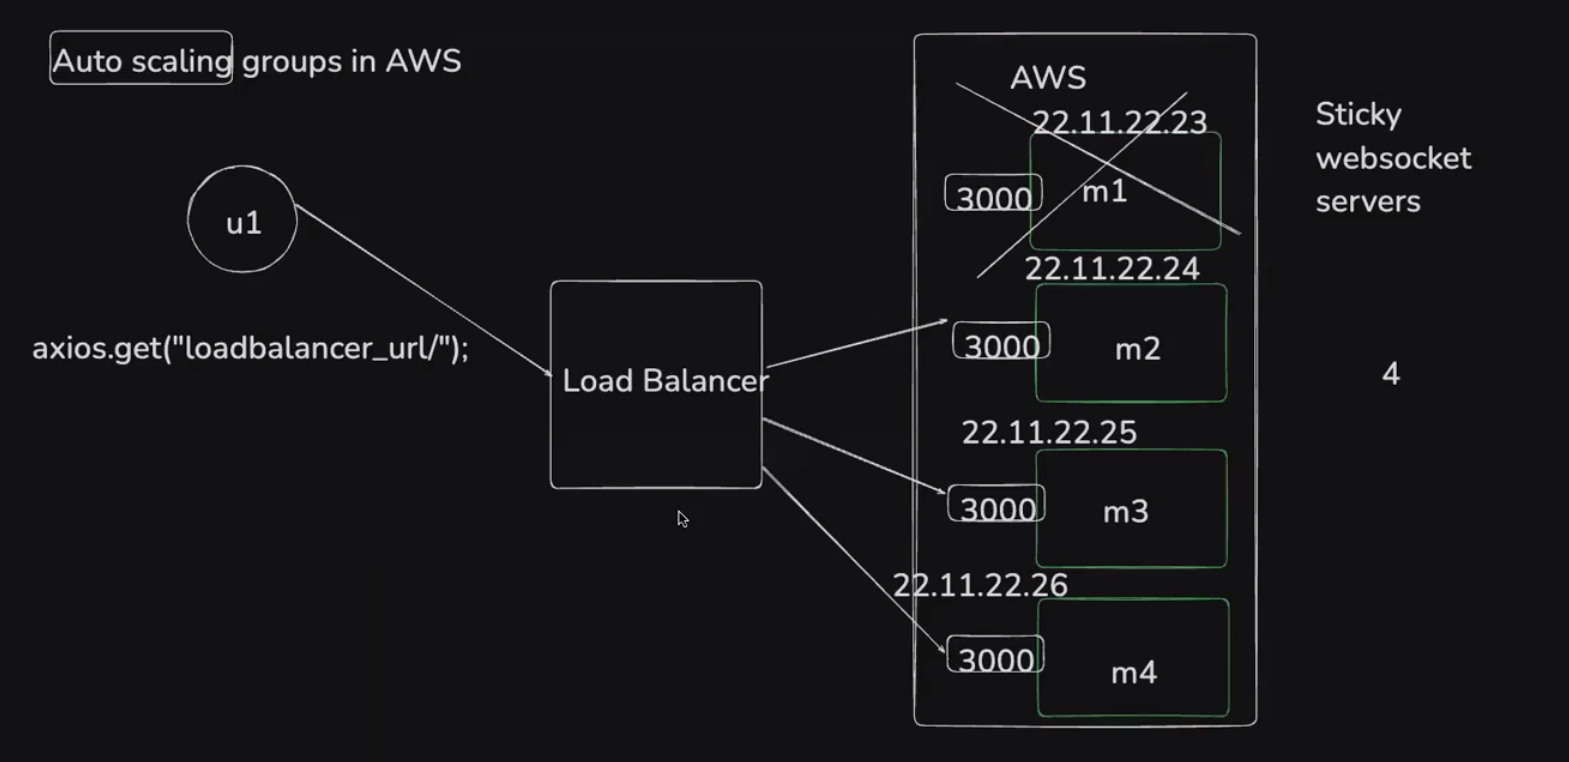 Auto scaling groups in AWS
AWS
22.11.22.23
Sticky
websocket
servers
3000
m1
u1
22.11.22.24
3000
m2
axios.get("loadbalancer_url/");
Load Balancer
4
22.11.22.25
3000
m3
22.11.22.26
3000
m4